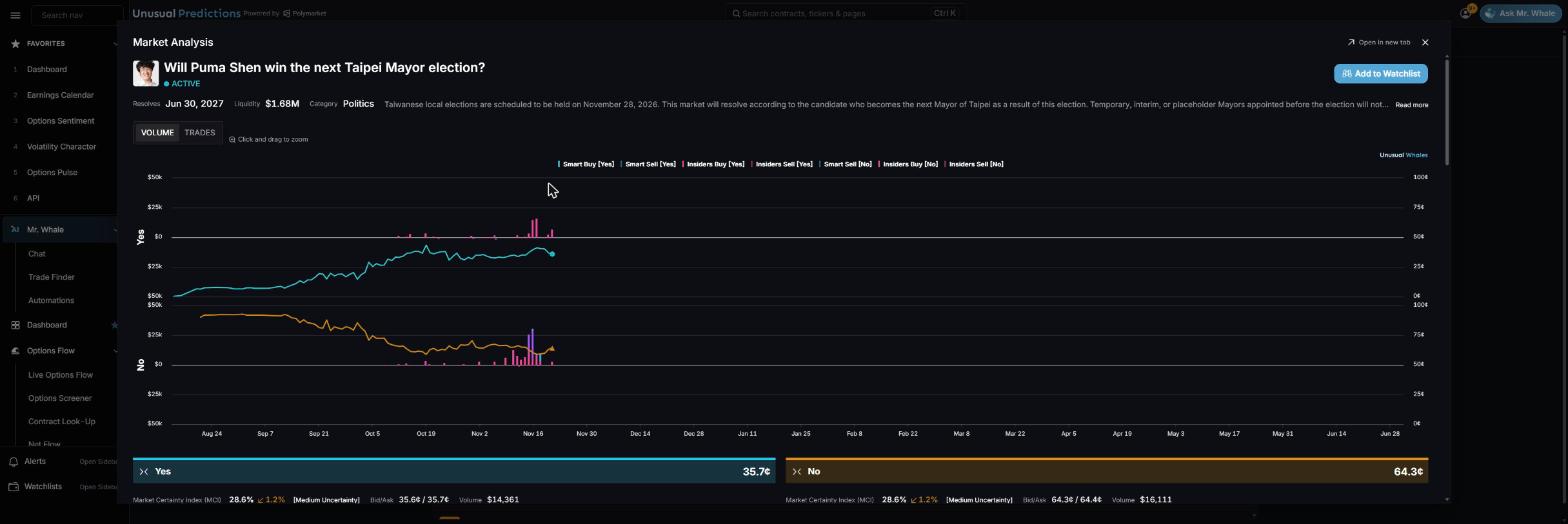 Search nav
Unusual Predictions Powered by Polymarket
Search contracts, tickers & pages Ctrl K
Ask Mr. Whale
FAVORITES
1 Dashboard
2 Earnings Calendar
3 Options Sentiment
4 Volatility Character
5 Options Pulse
6 API
Mr. Whale
Chat
Trade Finder
Automations
Dashboard
Options Flow
Live Options Flow
Options Screener
Contract Look-Up
Net Flow
Alerts Open Sideba
Watchlists Open Sideba
Market Analysis
Open in new tab
Will Puma Shen win the next Taipei Mayor election?
ACTIVE
Add to Watchlist
Resolves Jun 30, 2027 Liquidity $1.68M Category Politics Taiwanese local elections are scheduled to be held on November 28, 2026. This market will resolve according to the candidate who becomes the next Mayor of Taipei as a result of this election. Temporary, interim, or placeholder Mayors appointed before the election will not... Read more
VOLUME TRADES Click and drag to zoom
Unusual Whales
Smart Buy [Yes] Smart Sell [Yes] Insiders Buy [Yes] Insiders Sell [Yes] Smart Sell [No] Insiders Buy [No] Insiders Sell [No]
$50k 100¢
$25k 75¢
Yes
$0 50¢
$25k 25¢
$50k 0¢
$50k 100¢
$25k 75¢
No
$0 50¢
$25k 25¢
$50k 0¢
Aug 24 Sep 7 Sep 21 Oct 5 Oct 19 Nov 2 Nov 16 Nov 30 Dec 14 Dec 28 Jan 11 Jan 25 Feb 8 Feb 22 Mar 8 Mar 22 Apr 5 Apr 19 May 3 May 17 May 31 Jun 14 Jun 28
Yes 35.7¢
No 64.3¢
Market Certainty Index (MCI) 28.6% 1.2% [Medium Uncertainty] Bid/Ask 35.6¢ / 35.7¢ Volume $14,361
Market Certainty Index (MCI) 28.6% 1.2% [Medium Uncertainty] Bid/Ask 64.3¢ / 64.4¢ Volume $16,111